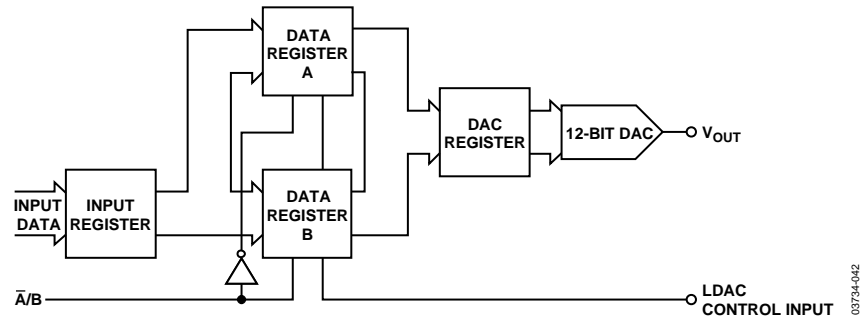 DATA
REGISTER
A
DAC
REGISTER
12-BIT DAC
VOUT
INPUT
DATA
INPUT
REGISTER
DATA
REGISTER
B
A̅/B
LDAC
CONTROL INPUT
03734-042